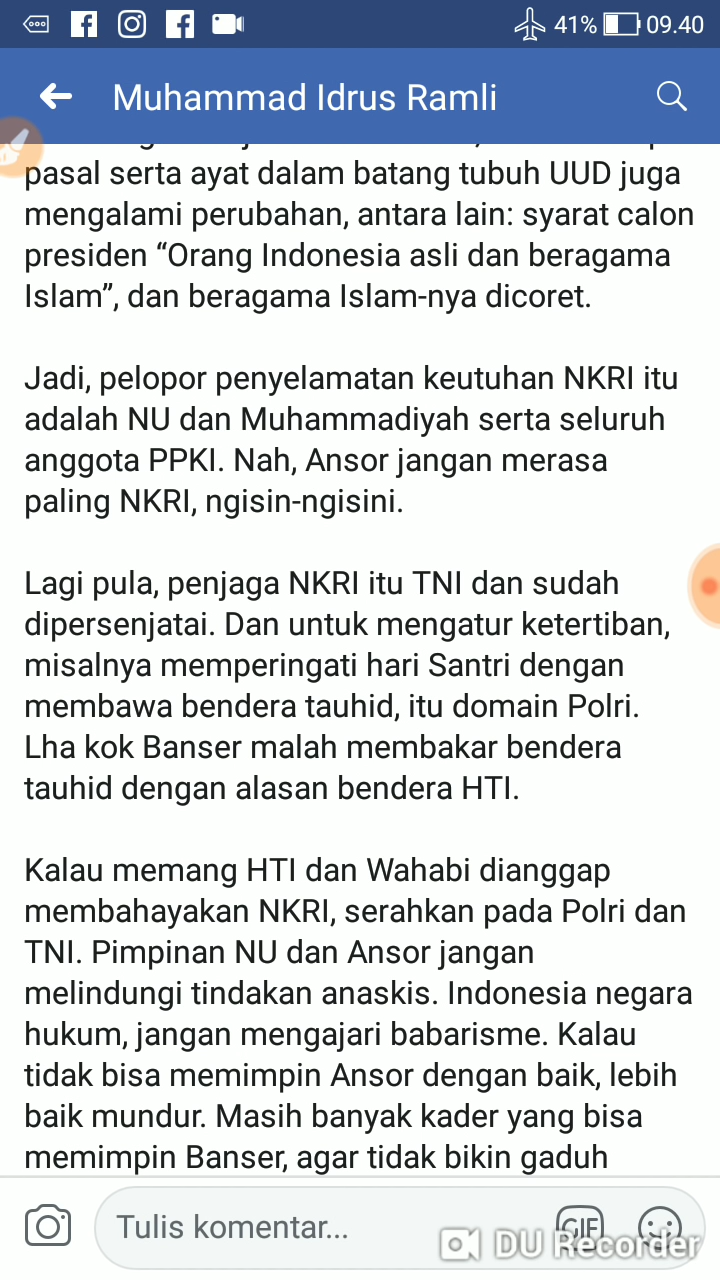 41% 09.40
Muhammad Idrus Ramli
pasal serta ayat dalam batang tubuh UUD juga
mengalami perubahan, antara lain: syarat calon
presiden “Orang Indonesia asli dan beragama
Islam”, dan beragama Islam-nya dicoret.
Jadi, pelopor penyelamatan keutuhan NKRI itu
adalah NU dan Muhammadiyah serta seluruh
anggota PPKI. Nah, Ansor jangan merasa
paling NKRI, ngisin-ngisini.
Lagi pula, penjaga NKRI itu TNI dan sudah
dipersenjatai. Dan untuk mengatur ketertiban,
misalnya memperingati hari Santri dengan
membawa bendera tauhid, itu domain Polri.
Lha kok Banser malah membakar bendera
tauhid dengan alasan bendera HTI.
Kalau memang HTI dan Wahabi dianggap
membahayakan NKRI, serahkan pada Polri dan
TNI. Pimpinan NU dan Ansor jangan
melindungi tindakan anaskis. Indonesia negara
hukum, jangan mengajari babarisme. Kalau
tidak bisa memimpin Ansor dengan baik, lebih
baik mundur. Masih banyak kader yang bisa
memimpin Banser, agar tidak bikin gaduh
Tulis komentar...
GIF
DU Recorder